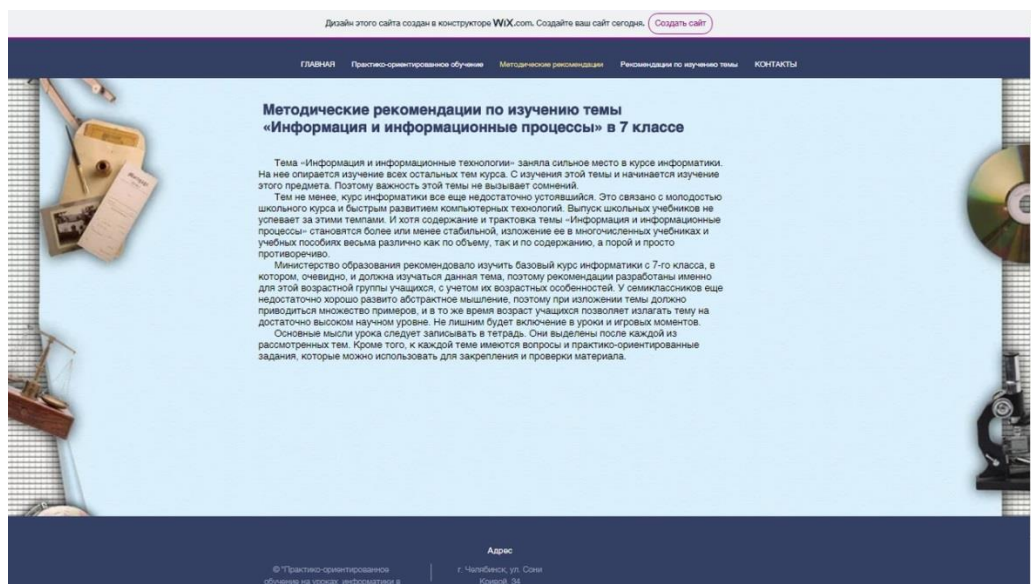 Дизайн этого сайта создан в конструкторе WiX.com. Создайте ваш сайт сегодня. Создать сайт
ГЛАВНАЯ Практико-ориентированное обучение Методические рекомендации Рекомендации по изучению темы КОНТАКТЫ
Методические рекомендации по изучению темы
«Информация и информационные процессы» в 7 классе
Тема «Информация и информационные технологии» заняла сильное место в курсе информатики.
На нее опирается изучение всех остальных тем курса. С изучения этой темы и начинается изучение
этого предмета. Поэтому важность этой темы не вызывает сомнений.
Тем не менее, курс информатики все еще недостаточно устоявшийся. Это связано с молодостью
школьного курса и быстрым развитием компьютерных технологий. Выпуск школьных учебников не
успевает за этими темпами. И хотя содержание и трактовка темы «Информация и информационные
процессы» становятся более или менее стабильной, изложение ее в многочисленных учебниках и
учебных пособиях весьма различно как по объему, так и по содержанию, а порой и просто
противоречиво.
Министерство образования рекомендовало изучить базовый курс информатики с 7-го класса, в
котором, очевидно, и должна изучаться данная тема, поэтому рекомендации разработаны именно
для этой возрастной группы учащихся, с учетом их возрастных особенностей. У семиклассников еще
недостаточно хорошо развито абстрактное мышление, поэтому при изложении темы должно
приводиться множество примеров, и в то же время возраст учащихся позволяет излагать тему на
достаточно высоком научном уровне. Не лишним будет включение в уроки и игровых моментов.
Основные мысли урока следует записывать в тетрадь. Они выделены после каждой из
рассмотренных тем. Кроме того, к каждой теме имеются вопросы и практико-ориентированные
задания, которые можно использовать для закрепления и проверки материала.
Адрес
© "Практико-ориентированное
обучение на уроках информатики в
г. Челябинск, ул. Сони
Кривой, 34